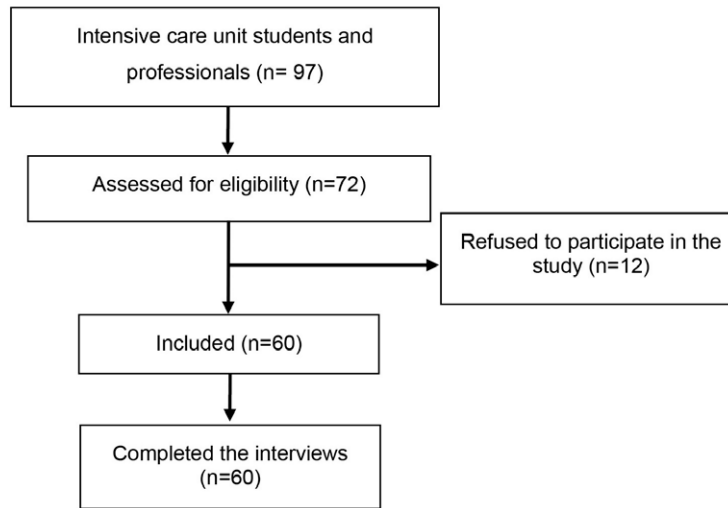 Intensive care unit students and
professionals (n= 97)
Assessed for eligibility (n=72)
Refused to participate in the
study (n=12)
Included (n=60)
Completed the interviews
(n=60)